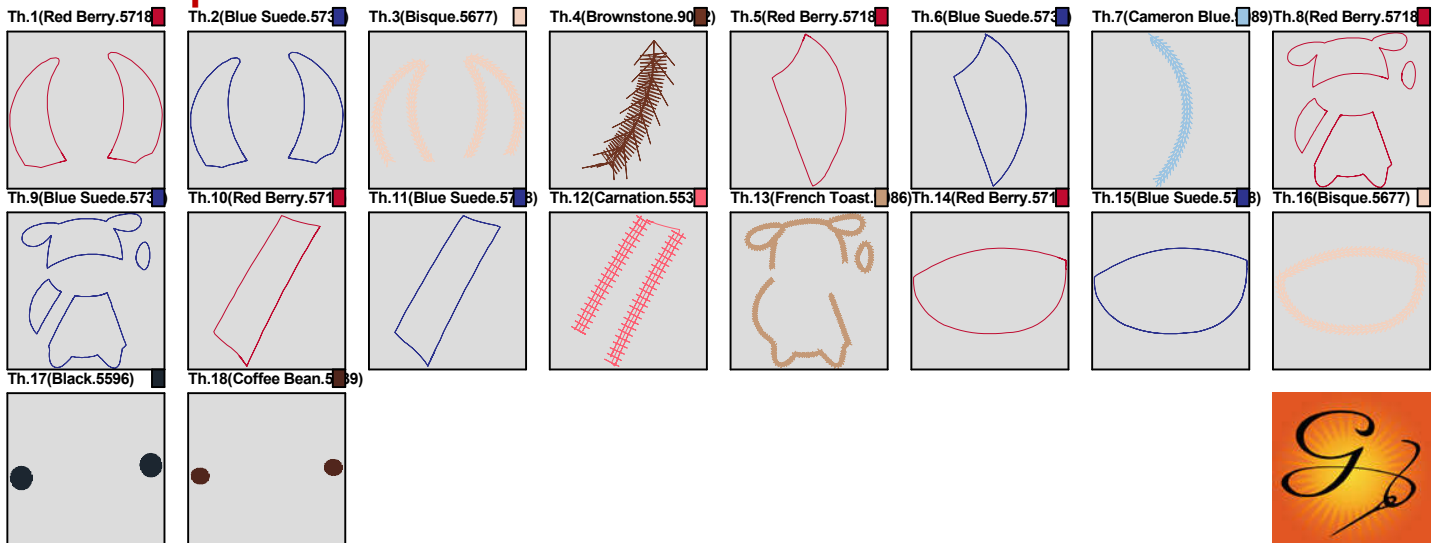 Th.1(Red Berry.5718 Th.2(Blue Suede.573 Th.3(Bisque.5677) Th.4(Brownstone.90 2) Th.5(Red Berry.5718 Th.6(Blue Suede.573 ) Th.7(Cameron Blue. 89) Th.8(Red Berry.5718
Th.9(Blue Suede.573 ) Th.10(Red Berry.571 Th.11(Blue Suede.57 8) Th.12(Carnation.553 Th.13(French Toast. 86) Th.14(Red Berry.571 Th.15(Blue Suede.57 8) Th.16(Bisque.5677)
Th.17(Black.5596) Th.18(Coffee Bean.5 39)